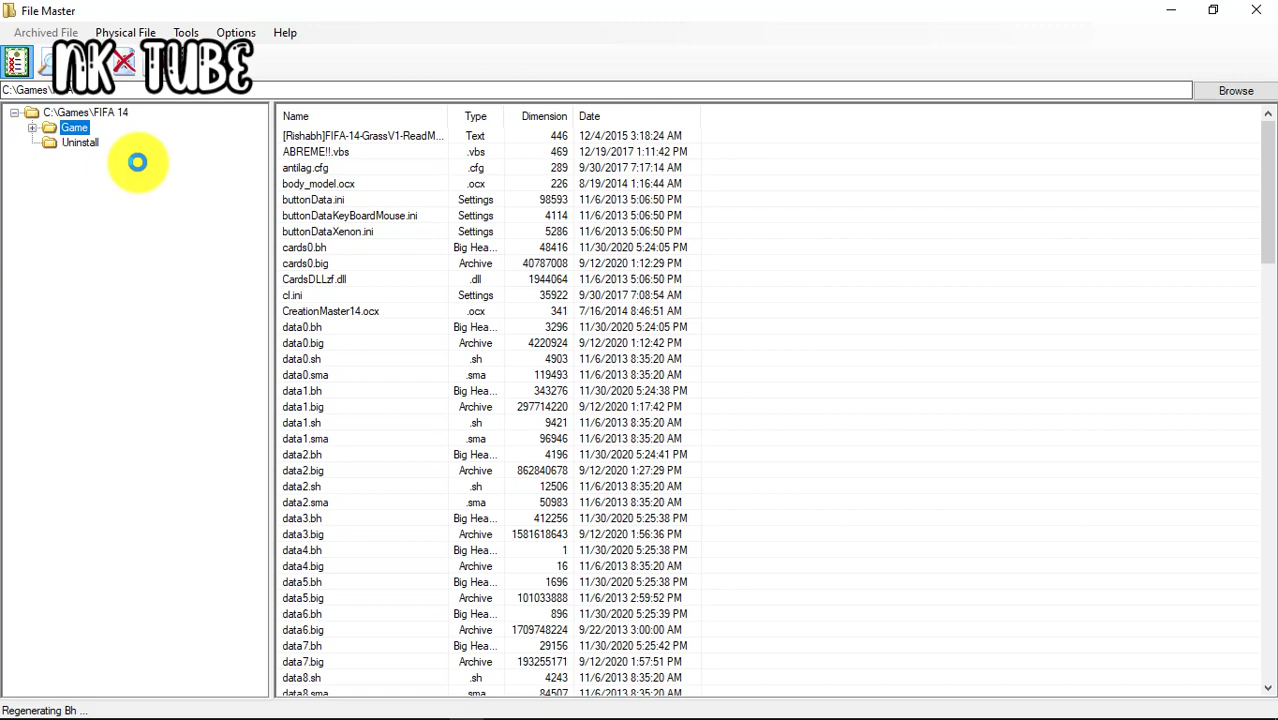 File Master
Archived File Physical File Tools Options Help
NK TUBE
C:\Games\ Browse
C:\Games\FIFA 14
Game
Uninstall
Name Type Dimension Date
[Rishabh]FIFA-14-GrassV1-ReadM... Text 446 12/4/2015 3:18:24 AM
ABREME!!.vbs .vbs 469 12/19/2017 1:11:42 PM
antilag.cfg .cfg 289 9/30/2017 7:17:14 AM
body_model.ocx .ocx 226 8/19/2014 1:16:44 AM
buttonData.ini Settings 98593 11/6/2013 5:06:50 PM
buttonDataKeyBoardMouse.ini Settings 4114 11/6/2013 5:06:50 PM
buttonDataXenon.ini Settings 5286 11/6/2013 5:06:50 PM
cards0.bh Big Hea... 48416 11/30/2020 5:24:05 PM
cards0.big Archive 40787008 9/12/2020 1:12:29 PM
CardsDLLzf.dll .dll 1944064 11/6/2013 5:06:50 PM
cl.ini Settings 35922 9/30/2017 7:08:54 AM
CreationMaster14.ocx .ocx 341 7/16/2014 8:46:51 AM
data0.bh Big Hea... 3296 11/30/2020 5:24:05 PM
data0.big Archive 4220924 9/12/2020 1:12:42 PM
data0.sh .sh 4903 11/6/2013 8:35:20 AM
data0.sma .sma 119493 11/6/2013 8:35:20 AM
data1.bh Big Hea... 343276 11/30/2020 5:24:38 PM
data1.big Archive 297714220 9/12/2020 1:17:42 PM
data1.sh .sh 9421 11/6/2013 8:35:20 AM
data1.sma .sma 96946 11/6/2013 8:35:20 AM
data2.bh Big Hea... 4196 11/30/2020 5:24:41 PM
data2.big Archive 862840678 9/12/2020 1:27:29 PM
data2.sh .sh 12506 11/6/2013 8:35:20 AM
data2.sma .sma 50983 11/6/2013 8:35:20 AM
data3.bh Big Hea... 412256 11/30/2020 5:25:38 PM
data3.big Archive 1581618643 9/12/2020 1:56:36 PM
data4.bh Big Hea... 1 11/30/2020 5:25:38 PM
data4.big Archive 16 11/6/2013 8:35:20 AM
data5.bh Big Hea... 1696 11/30/2020 5:25:38 PM
data5.big Archive 101033888 11/6/2013 2:59:52 PM
data6.bh Big Hea... 896 11/30/2020 5:25:39 PM
data6.big Archive 1709748224 9/22/2013 3:00:00 AM
data7.bh Big Hea... 29156 11/30/2020 5:25:42 PM
data7.big Archive 193255171 9/12/2020 1:57:51 PM
data8.sh .sh 4243 11/6/2013 8:35:20 AM
data8.sma .sma 84507 11/6/2013 8:35:20 AM
Regenerating Bh ...